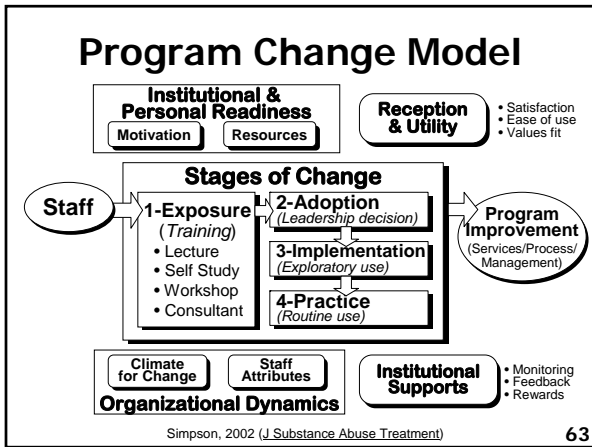 Program Change Model
Institutional &
Personal Readiness
Motivation
Resources
Reception
& Utility
• Satisfaction
• Ease of use
• Values fit
Stages of Change
Staff
1-Exposure
(Training)
• Lecture
• Self Study
• Workshop
• Consultant
2-Adoption
(Leadership decision)
3-Implementation
(Exploratory use)
4-Practice
(Routine use)
Program
Improvement
(Services/Process/
Management)
Climate
for Change
Staff
Attributes
Organizational Dynamics
Institutional
Supports
• Monitoring
• Feedback
• Rewards
Simpson, 2002 (J Substance Abuse Treatment)
63